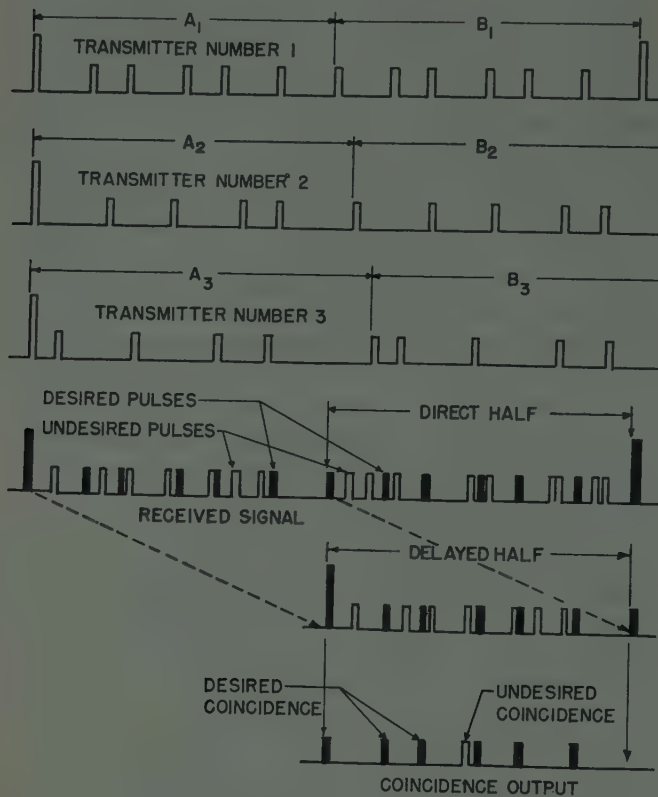 A1 B1
TRANSMITTER NUMBER 1
A2 B2
TRANSMITTER NUMBER 2
A3 B3
TRANSMITTER NUMBER 3
DESIRED PULSES
DIRECT HALF
UNDESIRED PULSES
RECEIVED SIGNAL
DELAYED HALF
DESIRED
COINCIDENCE
UNDESIRED
COINCIDENCE
COINCIDENCE OUTPUT